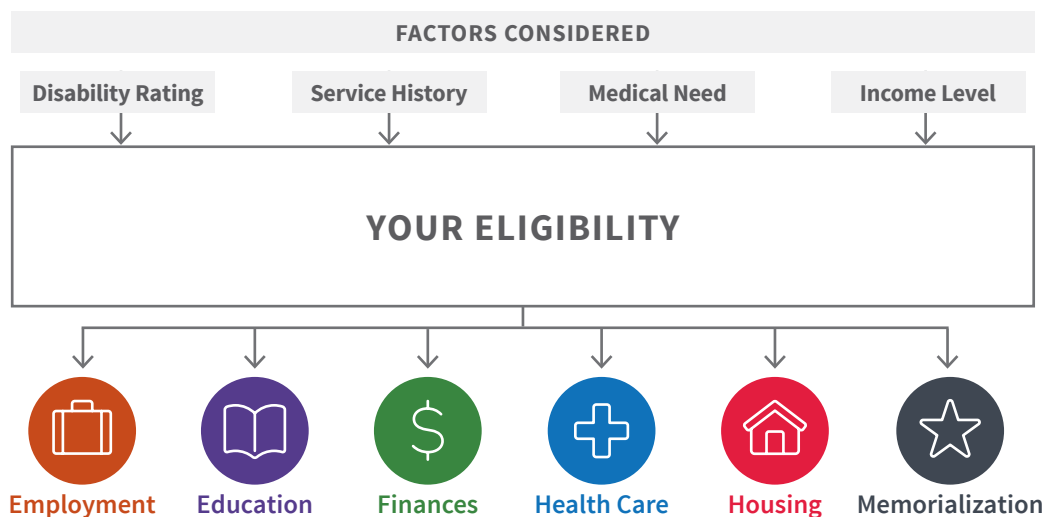 FACTORS CONSIDERED
Disability Rating
Service History
Medical Need
Income Level
YOUR ELIGIBILITY
Employment
Education
Finances
Health Care
Housing
Memorialization